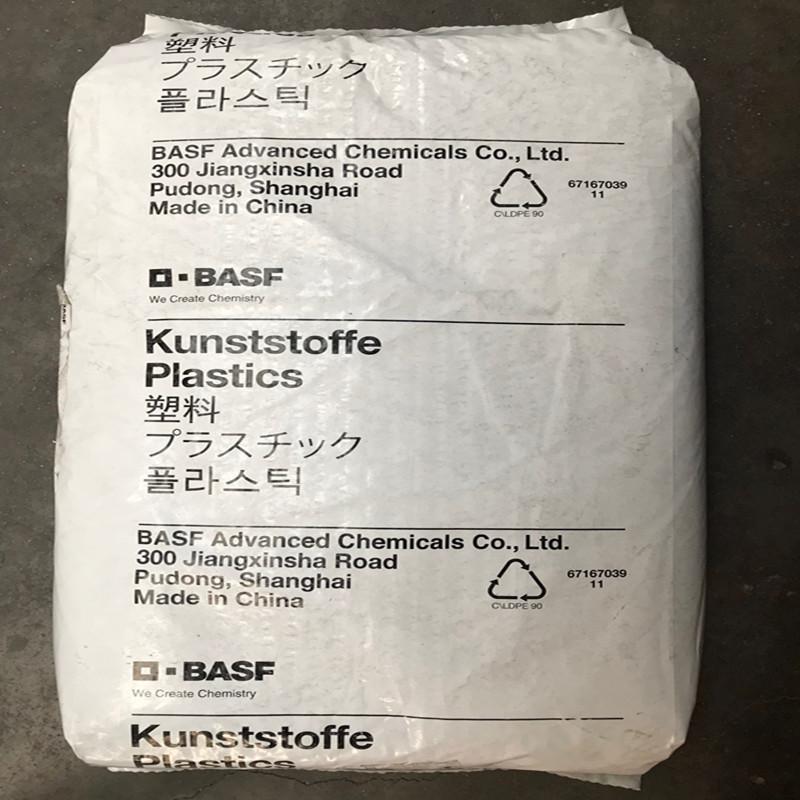 塑料
プラスチック
플라스틱
BASF Advanced Chemicals Co., Ltd.
300 Jiangxinsha Road
Pudong, Shanghai
Made in China
C\LDPE 90
67167039
11
BASF
We Create Chemistry
Kunststoffe
Plastics
塑料
プラスチック
플라스틱
BASF Advanced Chemicals Co., Ltd.
300 Jiangxinsha Road
Pudong, Shanghai
Made in China
C\LDPE 90
67167039
11
BASF
We Create Chemistry
Kunststoffe
Plastics